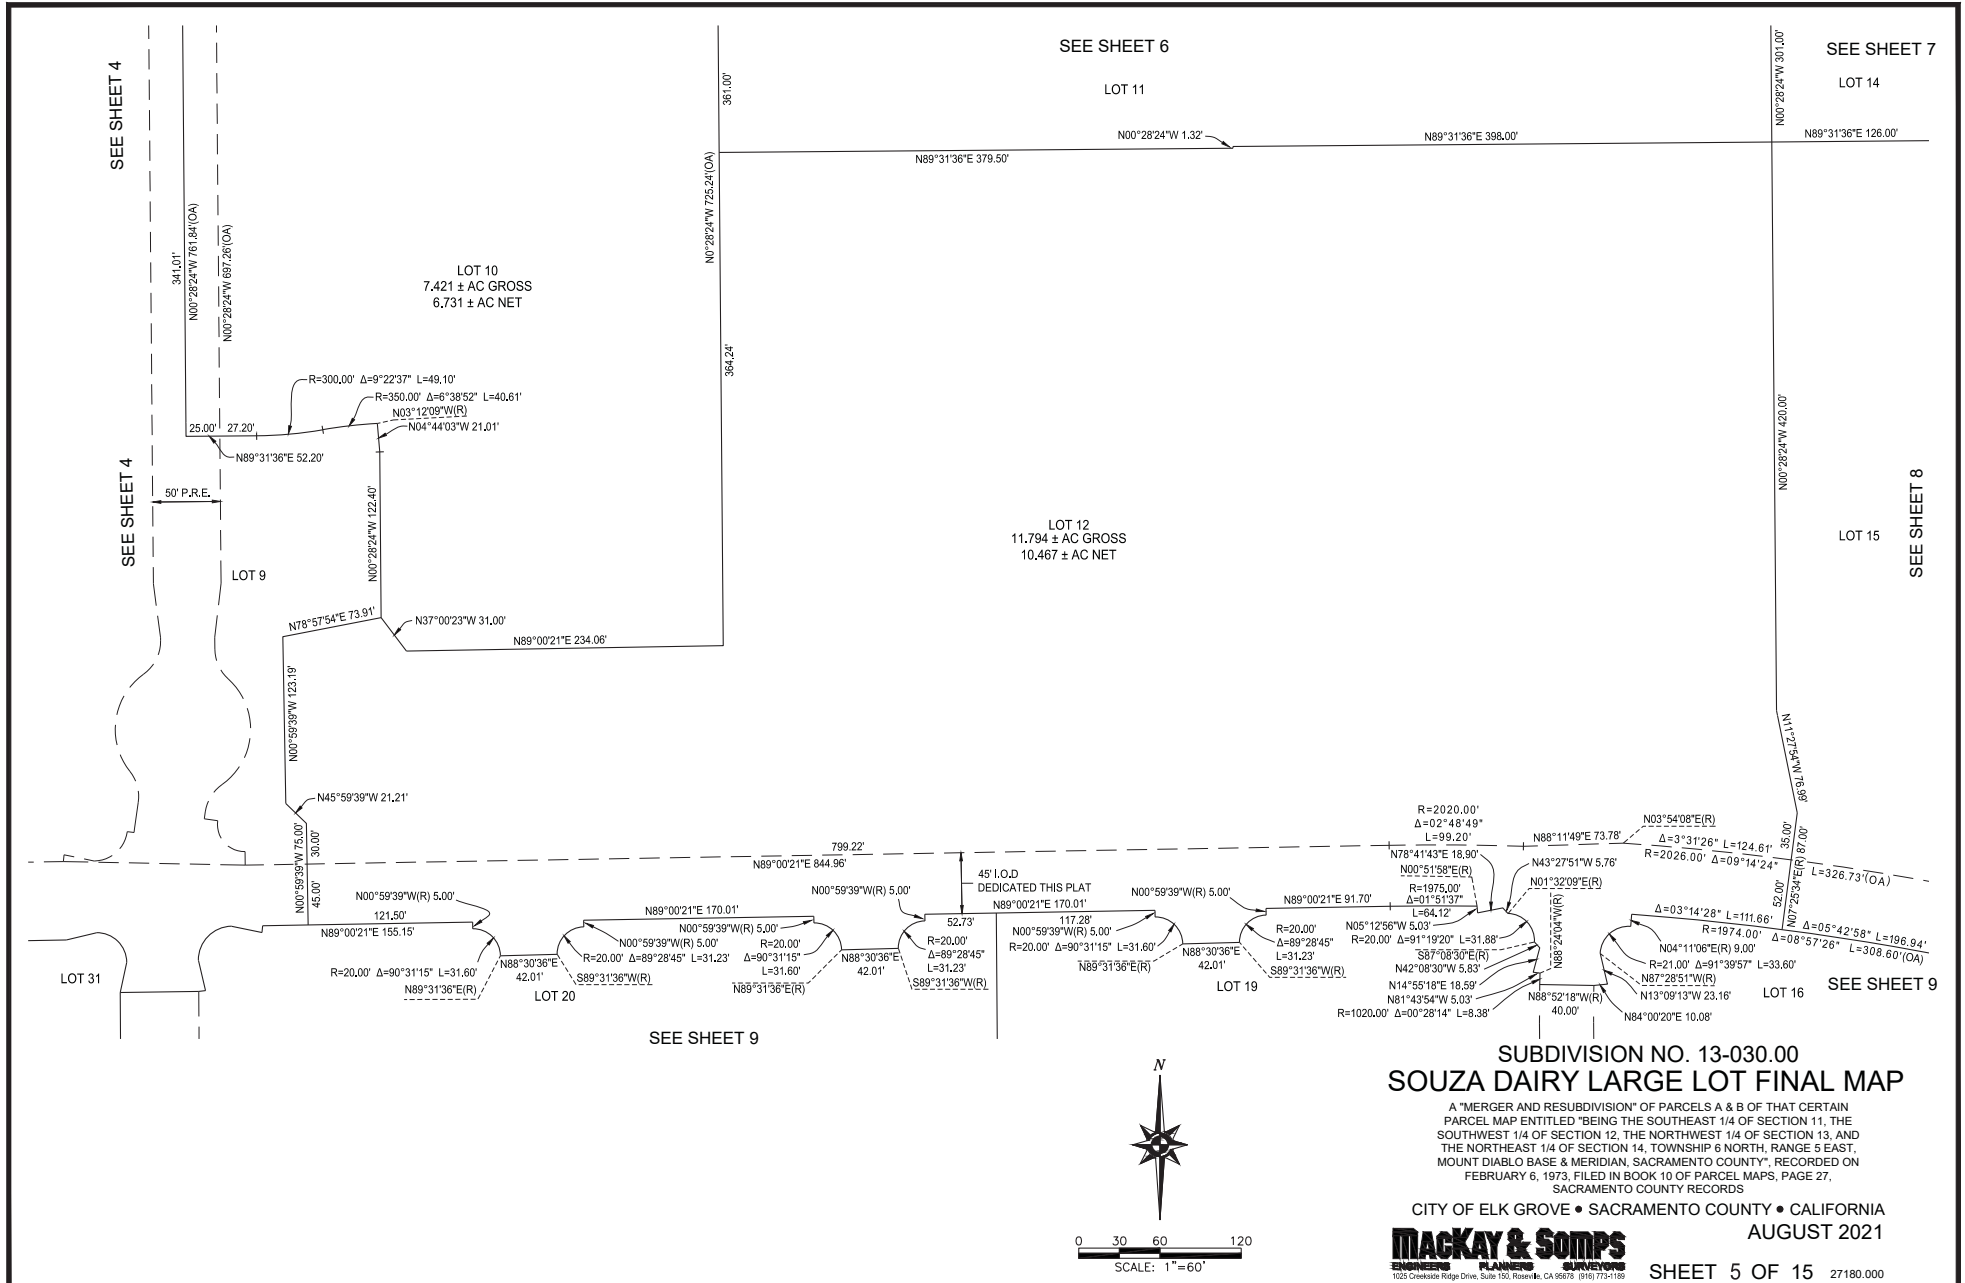 SEE SHEET 4
SEE SHEET 6
SEE SHEET 7
LOT 11
LOT 14
361.00'
N00°28'24"W 301.00'
N00°28'24"W 1.32'
N89°31'36"E 398.00'
N89°31'36"E 126.00'
N89°31'36"E 379.50'
341.01'
N00°28'24"W 761.84'(OA)
N00°28'24"W 697.26'(OA)
N0°28'24"W 725.24'(OA)
LOT 10
7.421 ± AC GROSS
6.731 ± AC NET
364.24'
R=300.00' Δ=9°22'37" L=49.10'
R=350.00' Δ=6°38'52" L=40.61'
N03°12'09"W(R)
N04°44'03"W 21.01'
25.00'
27.20'
N89°31'36"E 52.20'
SEE SHEET 4
50' P.R.E.
N00°28'24"W 122.40'
N00°28'24"W 420.00'
LOT 12
11.794 ± AC GROSS
10.467 ± AC NET
LOT 15
SEE SHEET 8
LOT 9
N78°57'54"E 73.91'
N37°00'23"W 31.00'
N89°00'21"E 234.06'
N00°59'39"W 123.19'
N45°59'39"W 21.21'
N00°59'39"W 75.00'
30.00'
45.00'
N11°27'54"W 76.99'
35.00'
N07°25'34"E(R) 87.00'
52.00'
799.22'
N89°00'21"E 844.96'
R=2020.00'
Δ=02°48'49"
L=99.20'
N88°11'49"E 73.78'
N03°54'08"E(R)
Δ=3°31'26" L=124.61'
R=2026.00' Δ=09°14'24"
L=326.73'(OA)
45' I.O.D
DEDICATED THIS PLAT
N78°41'43"E 18.90'
N00°51'58"E(R)
N43°27'51"W 5.76'
N01°32'09"E(R)
N00°59'39"W(R) 5.00'
121.50'
N89°00'21"E 155.15'
N89°00'21"E 170.01'
N00°59'39"W(R) 5.00'
N00°59'39"W(R) 5.00'
N00°59'39"W(R) 5.00'
52.73'
N89°00'21"E 170.01'
117.28'
N00°59'39"W(R) 5.00'
N00°59'39"W(R) 5.00'
N89°00'21"E 91.70'
R=1975.00'
Δ=01°51'37"
L=64.12'
N05°12'56"W 5.03'
R=20.00' Δ=91°19'20" L=31.88'
S87°08'30"E(R)
N42°08'30"W 5.83'
N14°55'18"E 18.59'
N81°43'54"W 5.03'
R=1020.00' Δ=00°28'14" L=8.38'
N88°24'04"W(R)
N88°52'18"W(R)
40.00'
Δ=03°14'28" L=111.66'
R=1974.00' Δ=08°57'26"
Δ=05°42'58" L=196.94'
L=308.60'(OA)
N04°11'06"E(R) 9.00'
R=21.00' Δ=91°39'57" L=33.60'
N87°28'51"W(R)
N13°09'13"W 23.16'
N84°00'20"E 10.08'
LOT 16
SEE SHEET 9
LOT 31
R=20.00' Δ=90°31'15" L=31.60'
N89°31'36"E(R)
N88°30'36"E
42.01'
R=20.00' Δ=89°28'45" L=31.23'
S89°31'36"W(R)
LOT 20
R=20.00'
Δ=90°31'15"
L=31.60'
N89°31'36"E(R)
N88°30'36"E
42.01'
R=20.00'
Δ=89°28'45"
L=31.23'
S89°31'36"W(R)
R=20.00' Δ=90°31'15" L=31.60'
N89°31'36"E(R)
N88°30'36"E
42.01'
R=20.00'
Δ=89°28'45"
L=31.23'
S89°31'36"W(R)
LOT 19
SEE SHEET 9
N
0 30 60 120
SCALE: 1"=60'
SUBDIVISION NO. 13-030.00
SOUZA DAIRY LARGE LOT FINAL MAP
A "MERGER AND RESUBDIVISION" OF PARCELS A & B OF THAT CERTAIN
PARCEL MAP ENTITLED "BEING THE SOUTHEAST 1/4 OF SECTION 11, THE
SOUTHWEST 1/4 OF SECTION 12, THE NORTHWEST 1/4 OF SECTION 13, AND
THE NORTHEAST 1/4 OF SECTION 14, TOWNSHIP 6 NORTH, RANGE 5 EAST,
MOUNT DIABLO BASE & MERIDIAN, SACRAMENTO COUNTY", RECORDED ON
FEBRUARY 6, 1973, FILED IN BOOK 10 OF PARCEL MAPS, PAGE 27,
SACRAMENTO COUNTY RECORDS
CITY OF ELK GROVE • SACRAMENTO COUNTY • CALIFORNIA
AUGUST 2021
MACKAY & SOMPS
ENGINEERS PLANNERS SURVEYORS
1025 Creekside Ridge Drive, Suite 150, Roseville, CA 95678 (916) 773-1189
SHEET 5 OF 15 27180.000